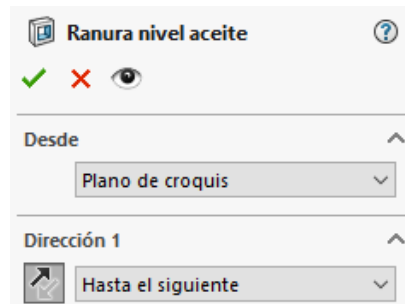 Ranura nivel aceite
Desde
Plano de croquis
Dirección 1
Hasta el siguiente